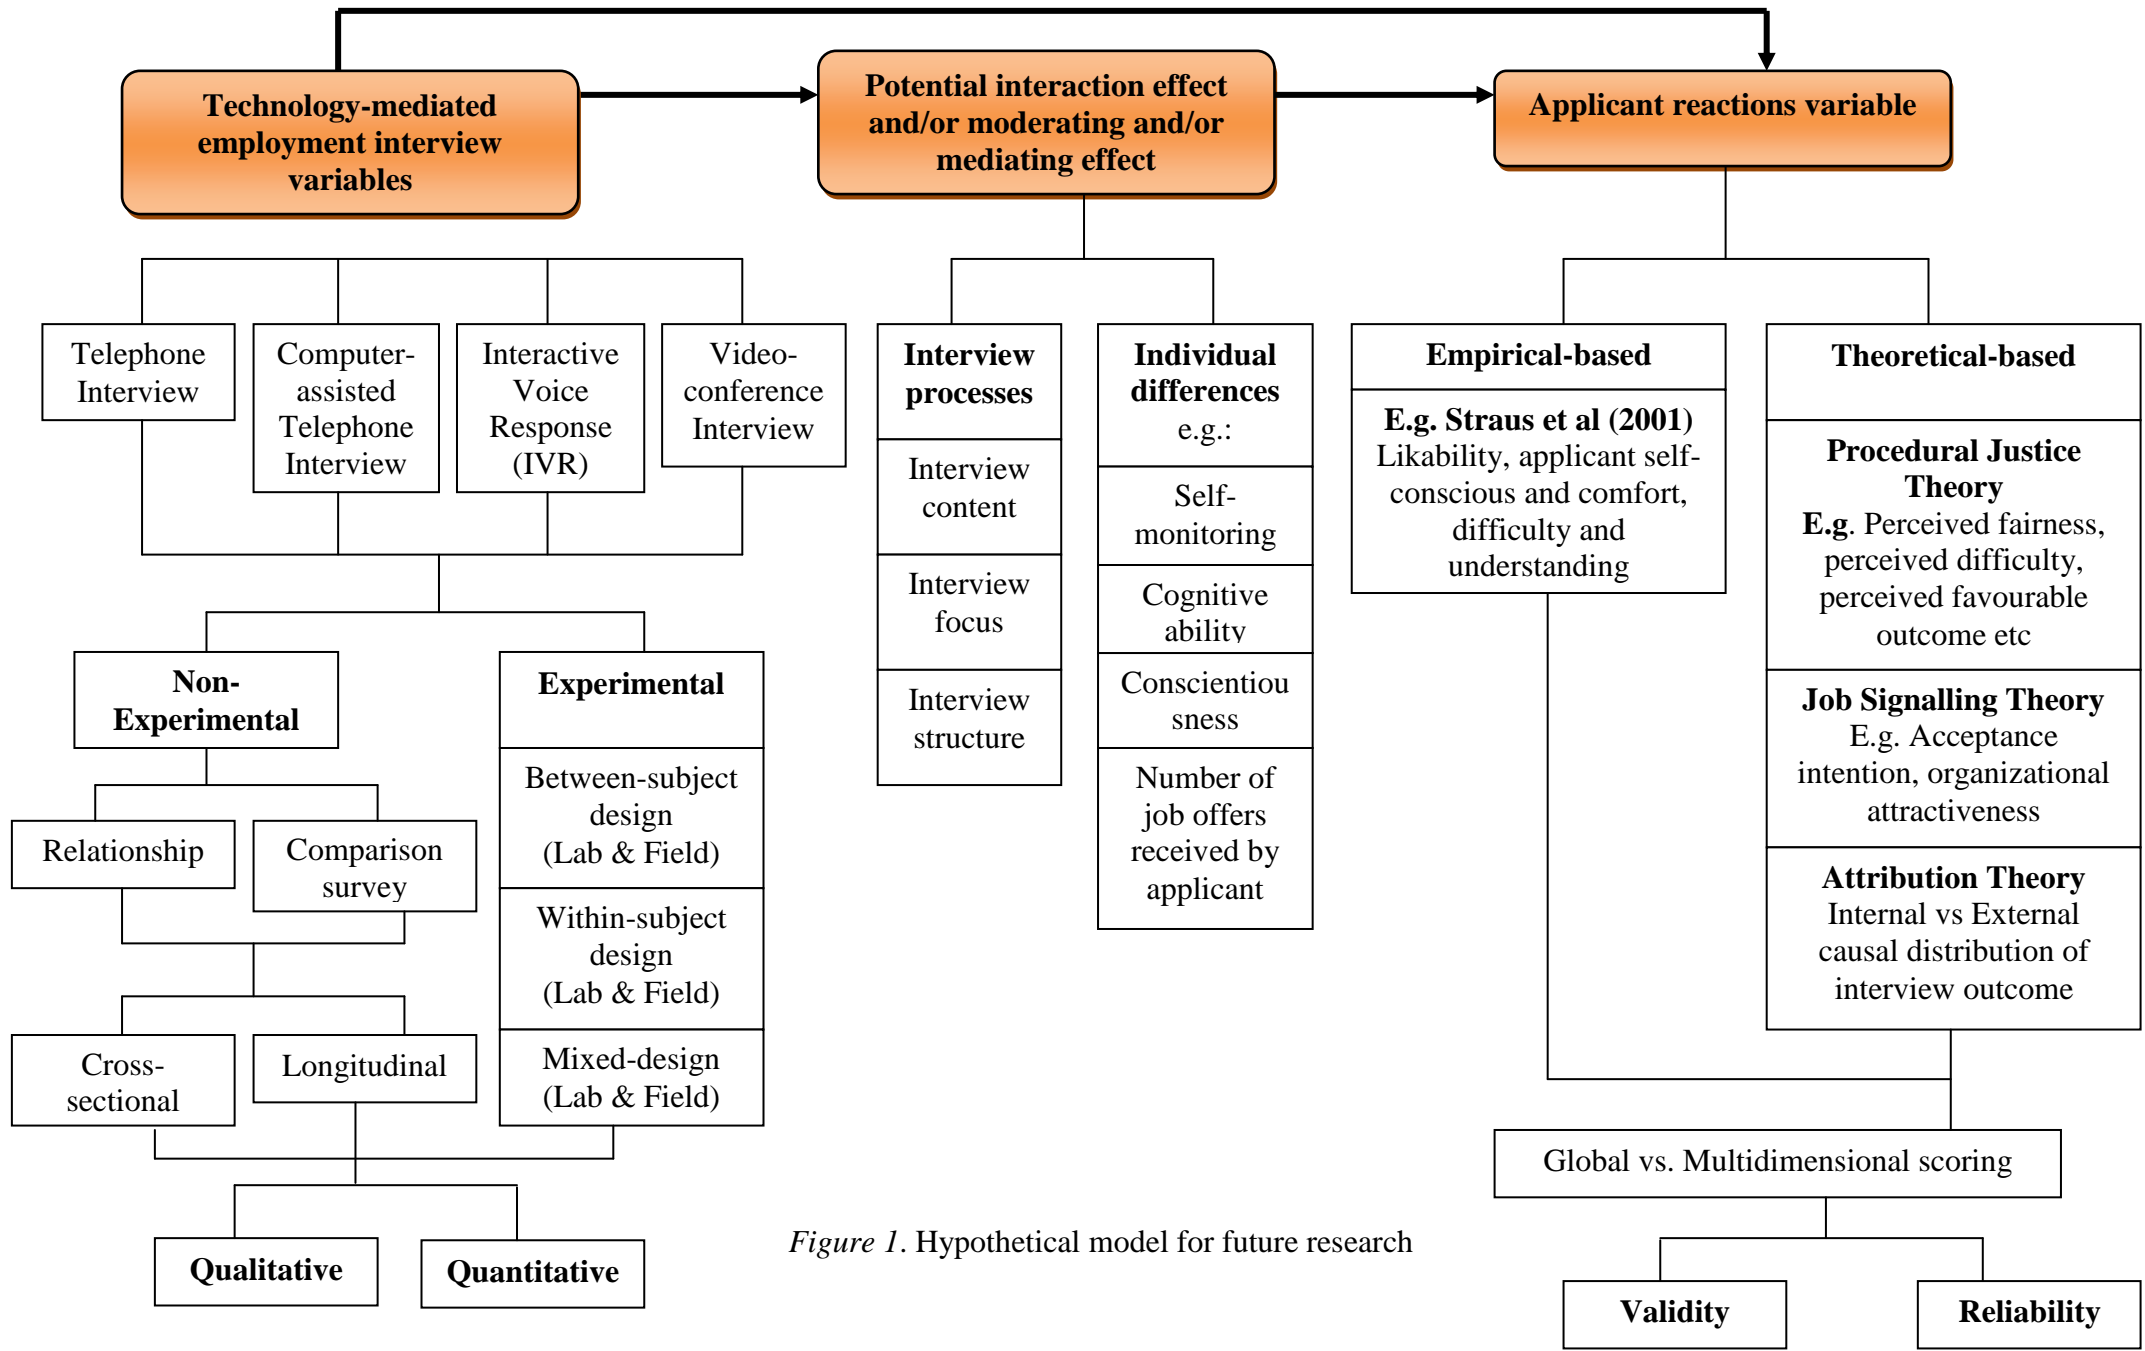 Technology-mediated
employment interview
variables
Potential interaction effect
and/or moderating and/or
mediating effect
Applicant reactions variable
Telephone
Interview
Computer-
assisted
Telephone
Interview
Interactive
Voice
Response
(IVR)
Video-
conference
Interview
Non-
Experimental
Experimental
Between-subject
design
(Lab & Field)
Within-subject
design
(Lab & Field)
Mixed-design
(Lab & Field)
Relationship
Comparison
survey
Cross-
sectional
Longitudinal
Qualitative
Quantitative
Interview
processes
Interview
content
Interview
focus
Interview
structure
Individual
differences
e.g.:
Self-
monitoring
Cognitive
ability
Conscientiou
sness
Number of
job offers
received by
applicant
Empirical-based
E.g. Straus et al (2001)
Likability, applicant self-
conscious and comfort,
difficulty and
understanding
Theoretical-based
Procedural Justice
Theory
E.g. Perceived fairness,
perceived difficulty,
perceived favourable
outcome etc
Job Signalling Theory
E.g. Acceptance
intention, organizational
attractiveness
Attribution Theory
Internal vs External
causal distribution of
interview outcome
Global vs. Multidimensional scoring
Validity
Reliability
Figure 1. Hypothetical model for future research